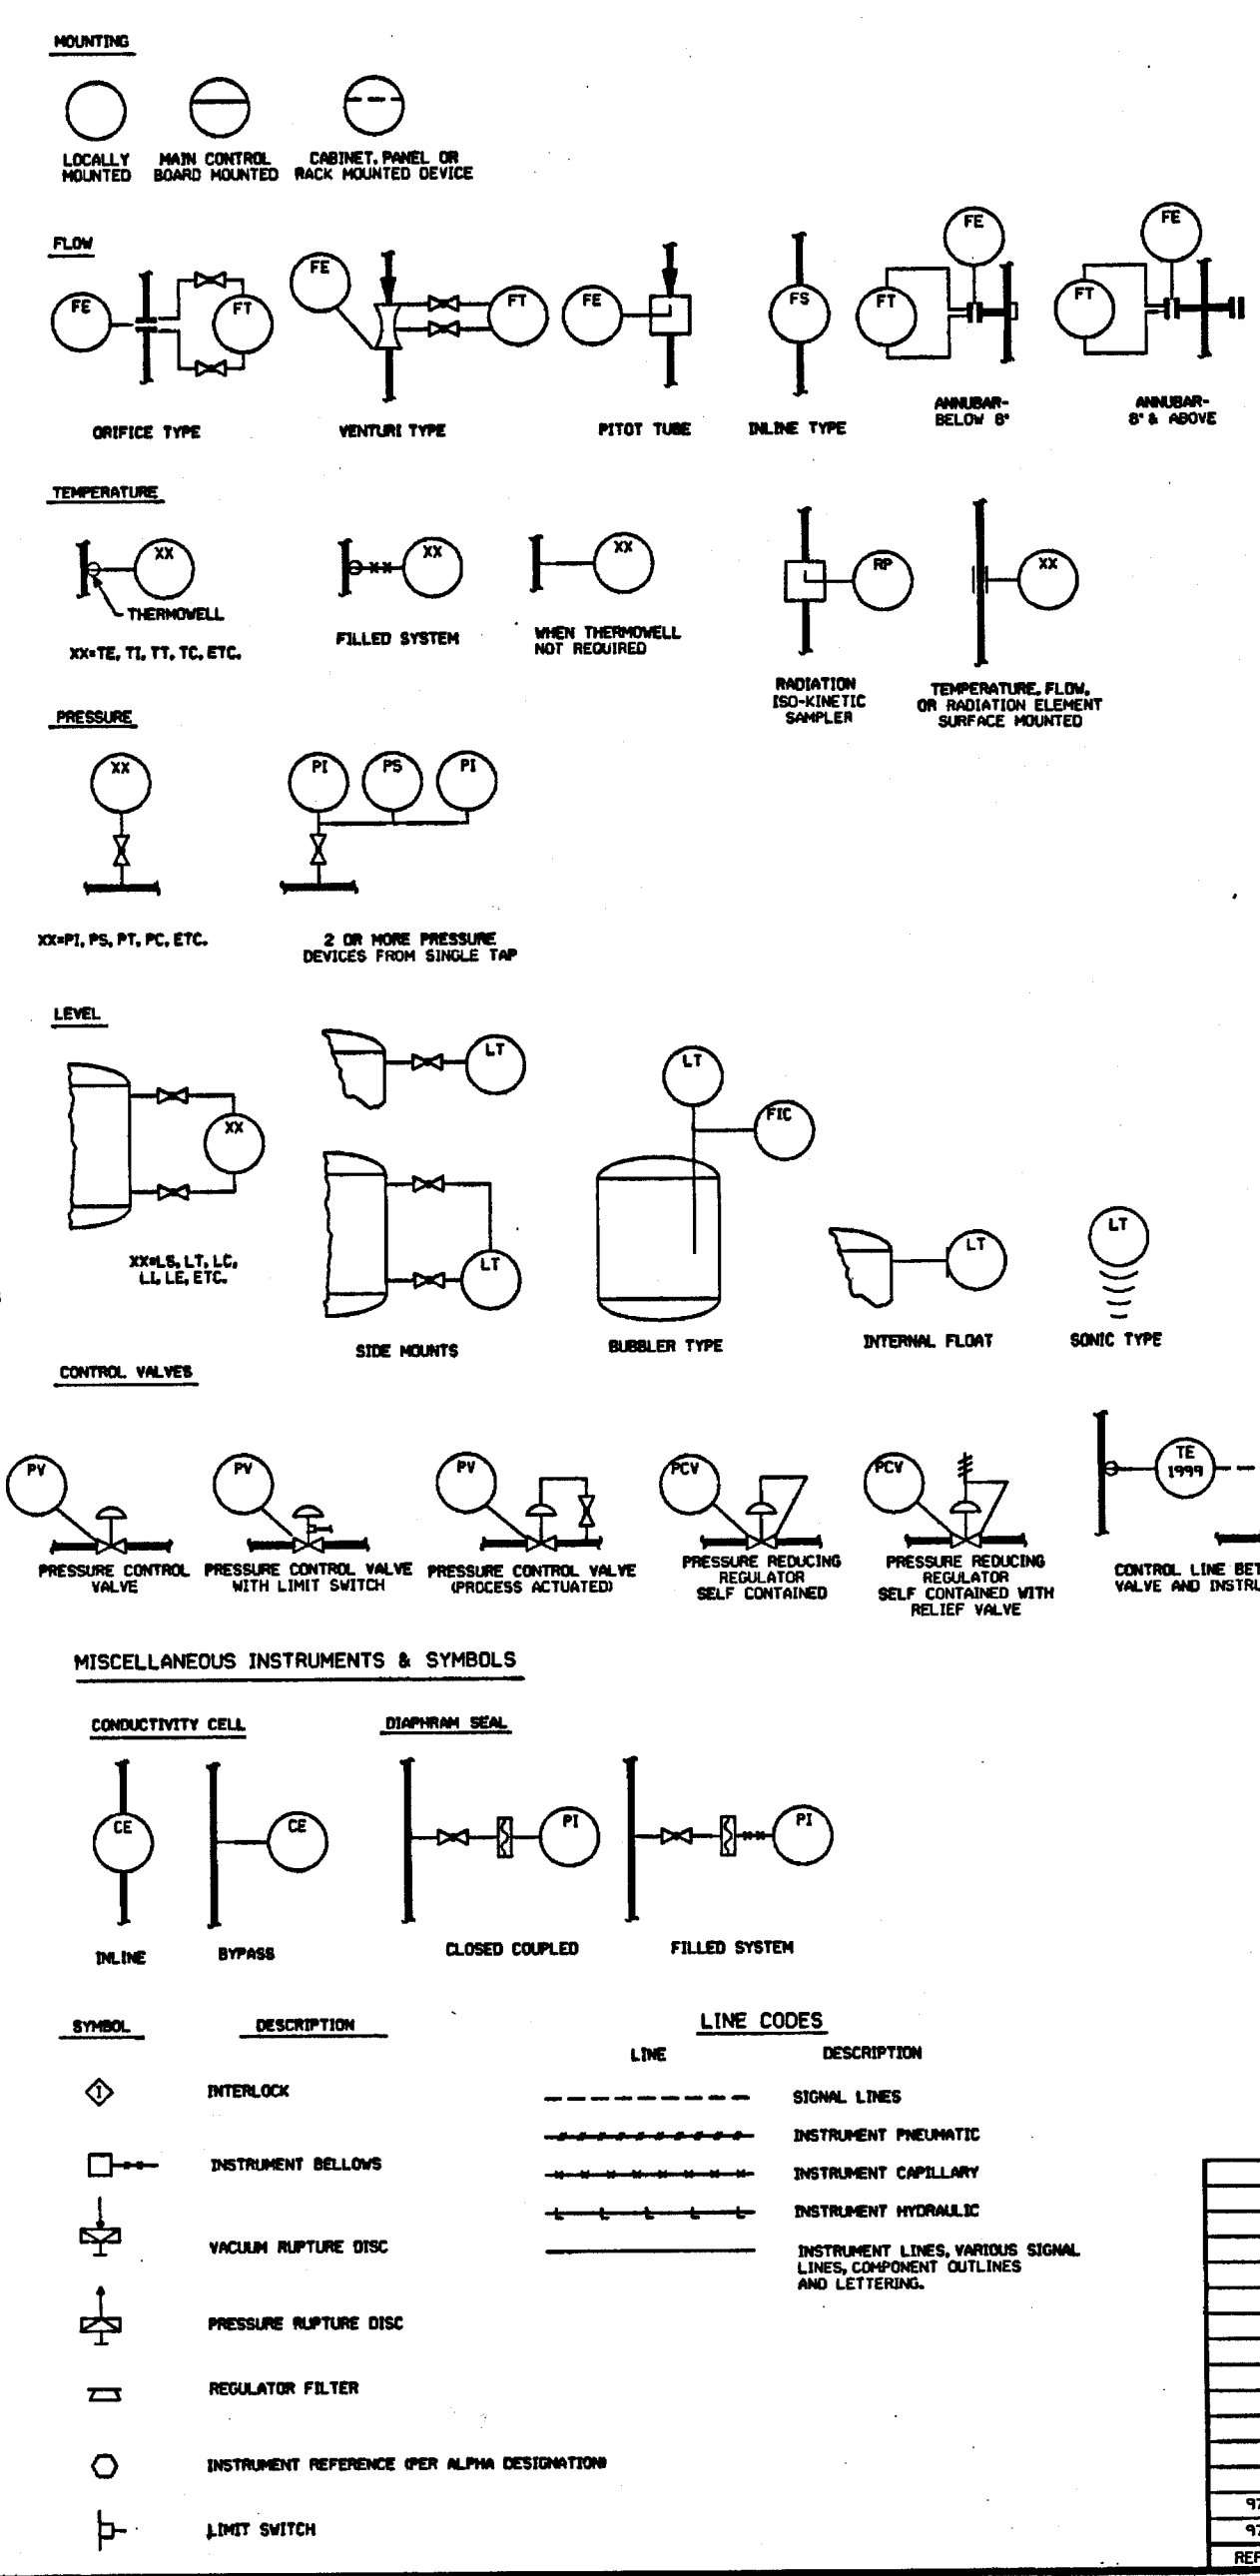 MOUNTING
LOCALLY
MOUNTED
MAIN CONTROL
BOARD MOUNTED
CABINET, PANEL OR
RACK MOUNTED DEVICE
FLOW
FE
FT
ORIFICE TYPE
FE
FT
VENTURI TYPE
FE
PITOT TUBE
FS
INLINE TYPE
FE
FT
ANNUBAR-
BELOW 8"
FE
FT
ANNUBAR-
8" & ABOVE
TEMPERATURE
XX
THERMOWELL
XX=TE, TI, TT, TC, ETC.
XX
FILLED SYSTEM
XX
WHEN THERMOWELL
NOT REQUIRED
RP
RADIATION
ISO-KINETIC
SAMPLER
XX
TEMPERATURE, FLOW,
OR RADIATION ELEMENT
SURFACE MOUNTED
PRESSURE
XX
XX=PI, PS, PT, PC, ETC.
PI
PS
PI
2 OR MORE PRESSURE
DEVICES FROM SINGLE TAP
LEVEL
XX
XX=LS, LT, LC,
LI, LE, ETC.
LT
LT
SIDE MOUNTS
LT
FIC
BUBBLER TYPE
LT
INTERNAL FLOAT
LT
SONIC TYPE
CONTROL VALVES
PV
PRESSURE CONTROL
VALVE
PV
PRESSURE CONTROL VALVE
WITH LIMIT SWITCH
PV
PRESSURE CONTROL VALVE
(PROCESS ACTUATED)
PCV
PRESSURE REDUCING
REGULATOR
SELF CONTAINED
PCV
PRESSURE REDUCING
REGULATOR
SELF CONTAINED WITH
RELIEF VALVE
TE
1999
CONTROL LINE BET
VALVE AND INSTRU
MISCELLANEOUS INSTRUMENTS & SYMBOLS
CONDUCTIVITY CELL
CE
INLINE
CE
BYPASS
DIAPHRAM SEAL
PI
CLOSED COUPLED
PI
FILLED SYSTEM
SYMBOL
DESCRIPTION
I
INTERLOCK
INSTRUMENT BELLOWS
VACUUM RUPTURE DISC
PRESSURE RUPTURE DISC
REGULATOR FILTER
INSTRUMENT REFERENCE (PER ALPHA DESIGNATION)
LIMIT SWITCH
LINE CODES
LINE
DESCRIPTION
SIGNAL LINES
INSTRUMENT PNEUMATIC
INSTRUMENT CAPILLARY
INSTRUMENT HYDRAULIC
INSTRUMENT LINES, VARIOUS SIGNAL
LINES, COMPONENT OUTLINES
AND LETTERING.
97
97
REF